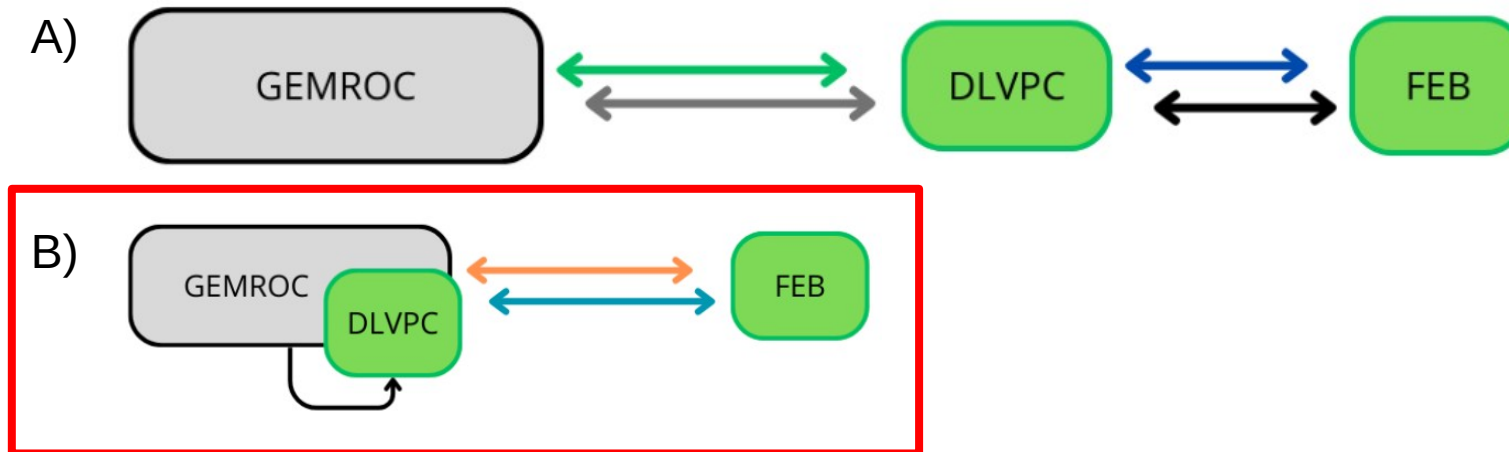 A)
GEMROC
DLVPC
FEB
B)
GEMROC
DLVPC
FEB